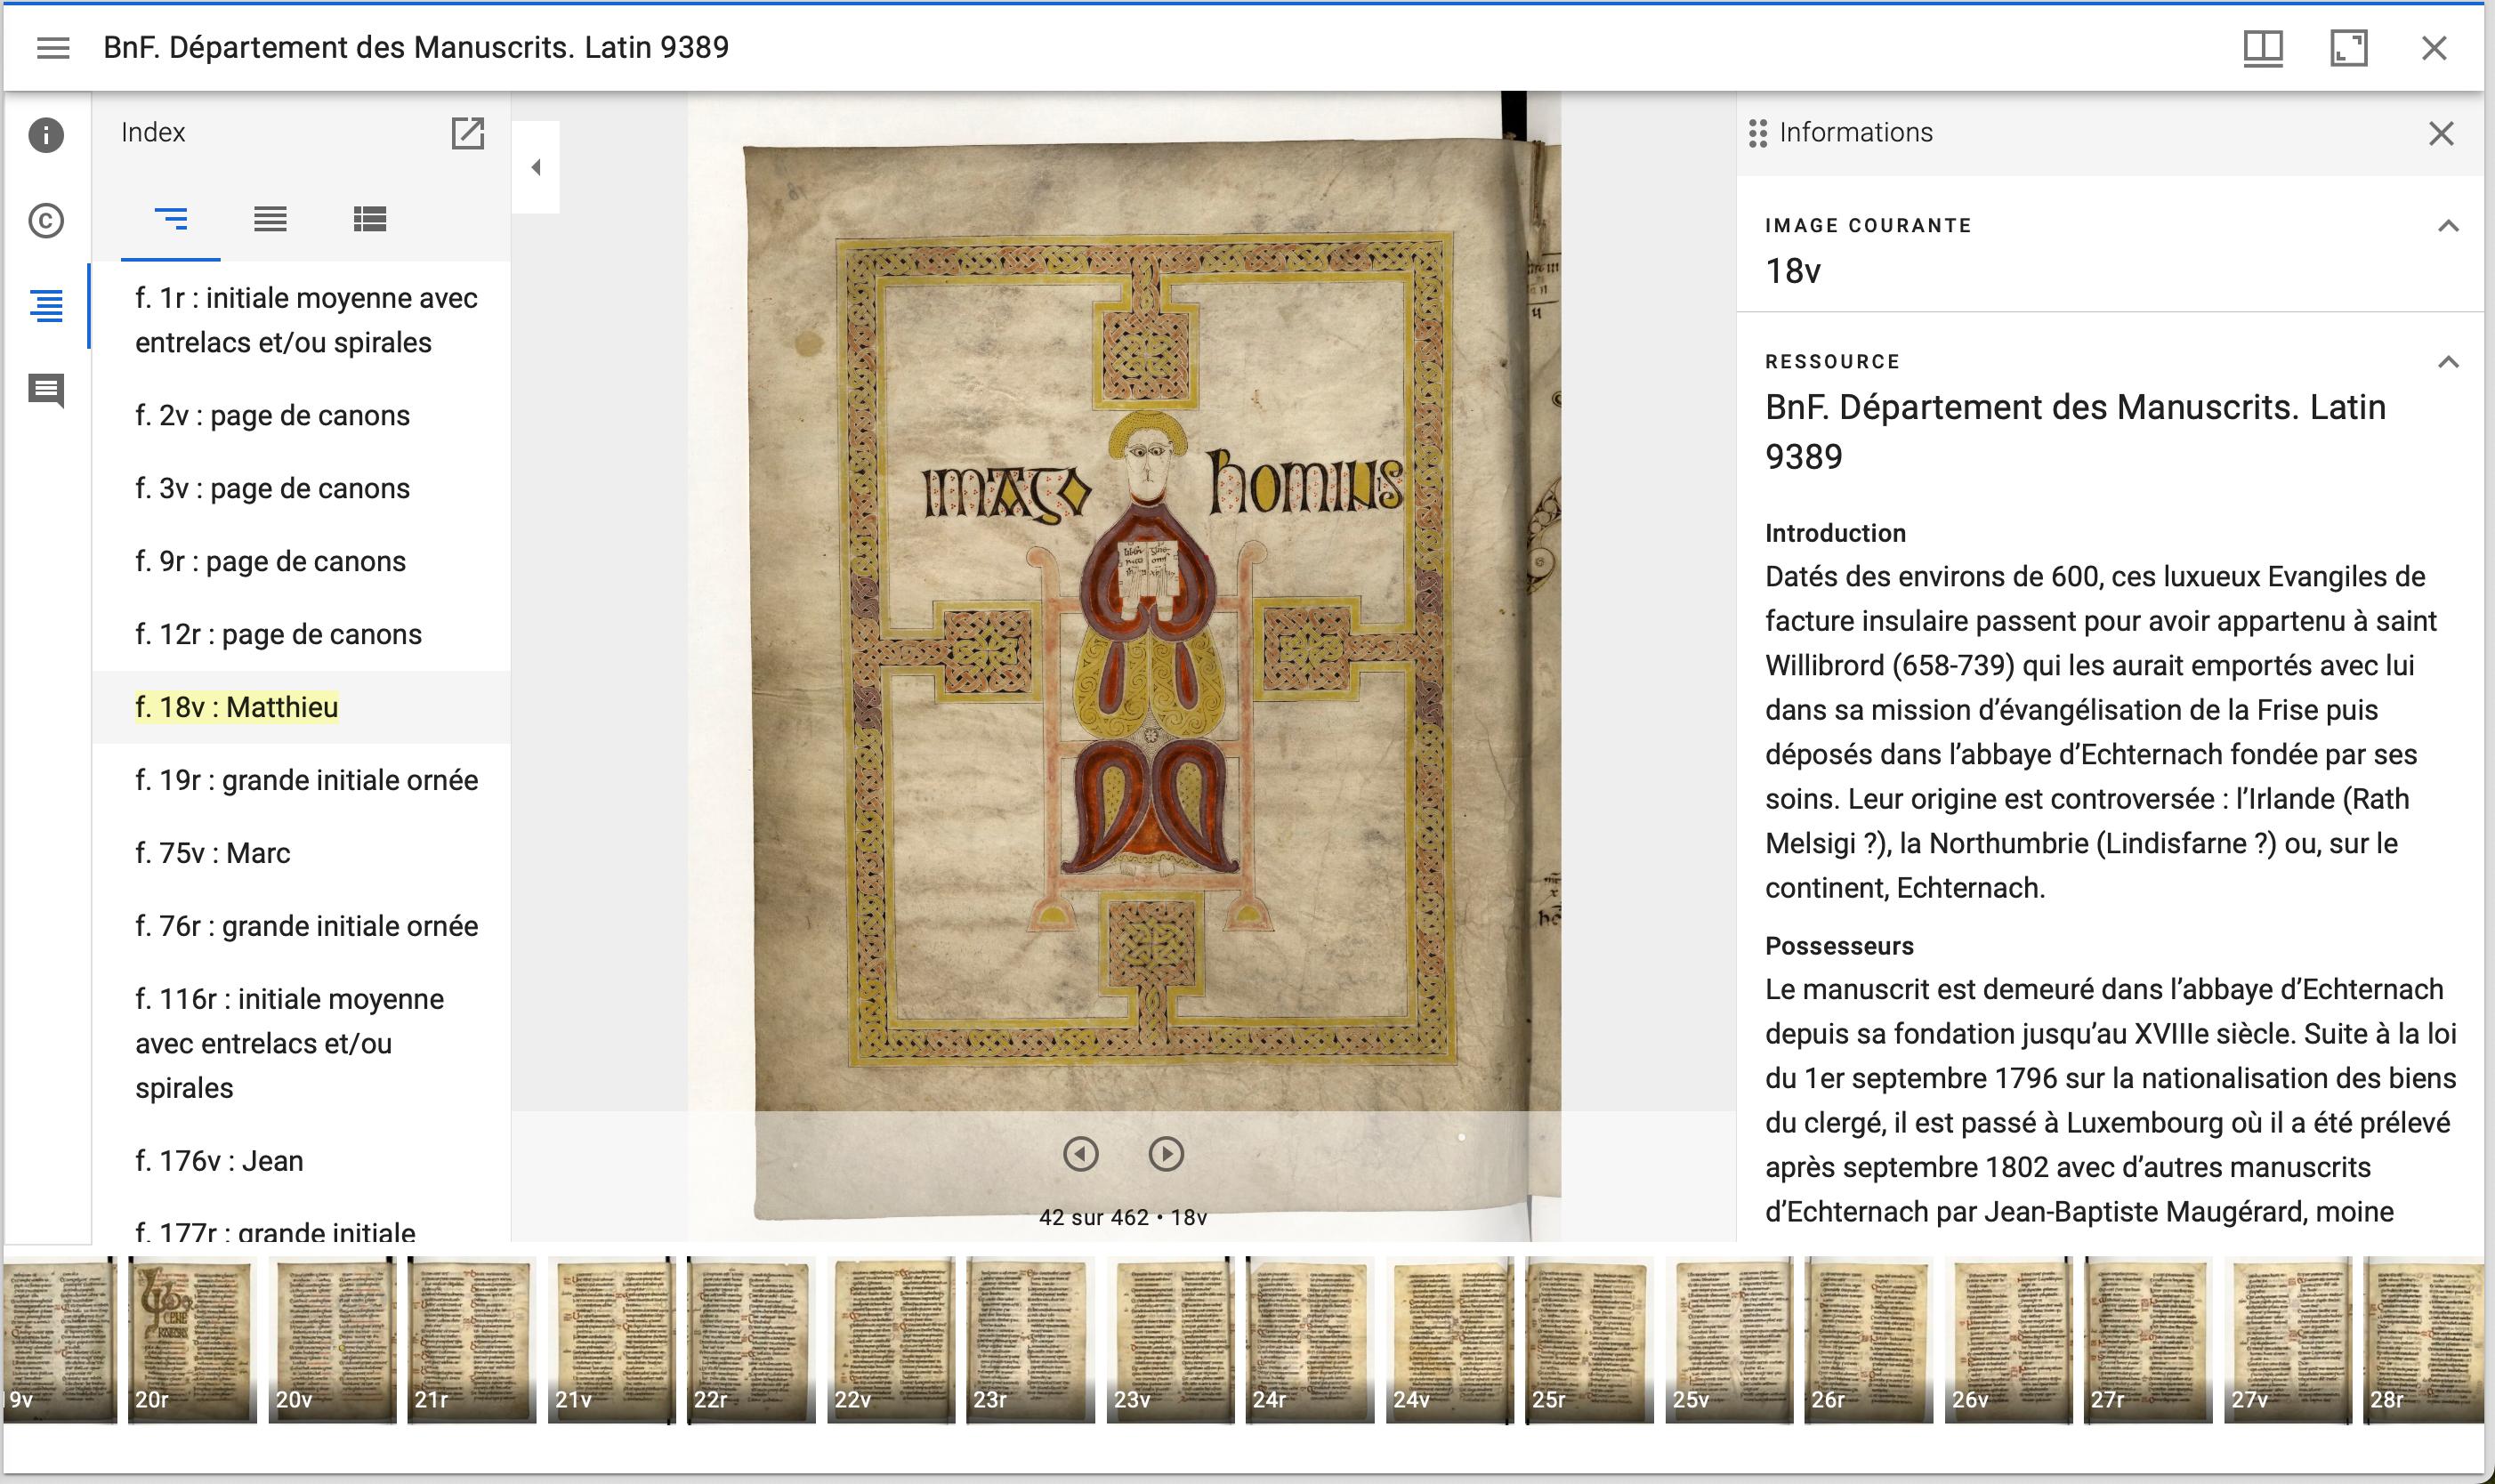 BnF. Département des Manuscrits. Latin 9389
Index
f. 1r : initiale moyenne avec
entrelacs et/ou spirales
f. 2v : page de canons
f. 3v : page de canons
f. 9r : page de canons
f. 12r : page de canons
f. 18v : Matthieu
f. 19r : grande initiale ornée
f. 75v : Marc
f. 76r : grande initiale ornée
f. 116r : initiale moyenne
avec entrelacs et/ou
spirales
f. 176v : Jean
f. 177r : grande initiale
imago hominis
42 sur 462 • 18v
Informations
IMAGE COURANTE
18v
RESSOURCE
BnF. Département des Manuscrits. Latin
9389
Introduction
Datés des environs de 600, ces luxueux Evangiles de
facture insulaire passent pour avoir appartenu à saint
Willibrord (658-739) qui les aurait emportés avec lui
dans sa mission d’évangélisation de la Frise puis
déposés dans l’abbaye d’Echternach fondée par ses
soins. Leur origine est controversée : l’Irlande (Rath
Melsigi ?), la Northumbrie (Lindisfarne ?) ou, sur le
continent, Echternach.
Possesseurs
Le manuscrit est demeuré dans l’abbaye d’Echternach
depuis sa fondation jusqu’au XVIIIe siècle. Suite à la loi
du 1er septembre 1796 sur la nationalisation des biens
du clergé, il est passé à Luxembourg où il a été prélevé
après septembre 1802 avec d’autres manuscrits
d’Echternach par Jean-Baptiste Maugérard, moine
19v 20r 20v 21r 21v 22r 22v 23r 23v 24r 24v 25r 25v 26r 26v 27r 27v 28r